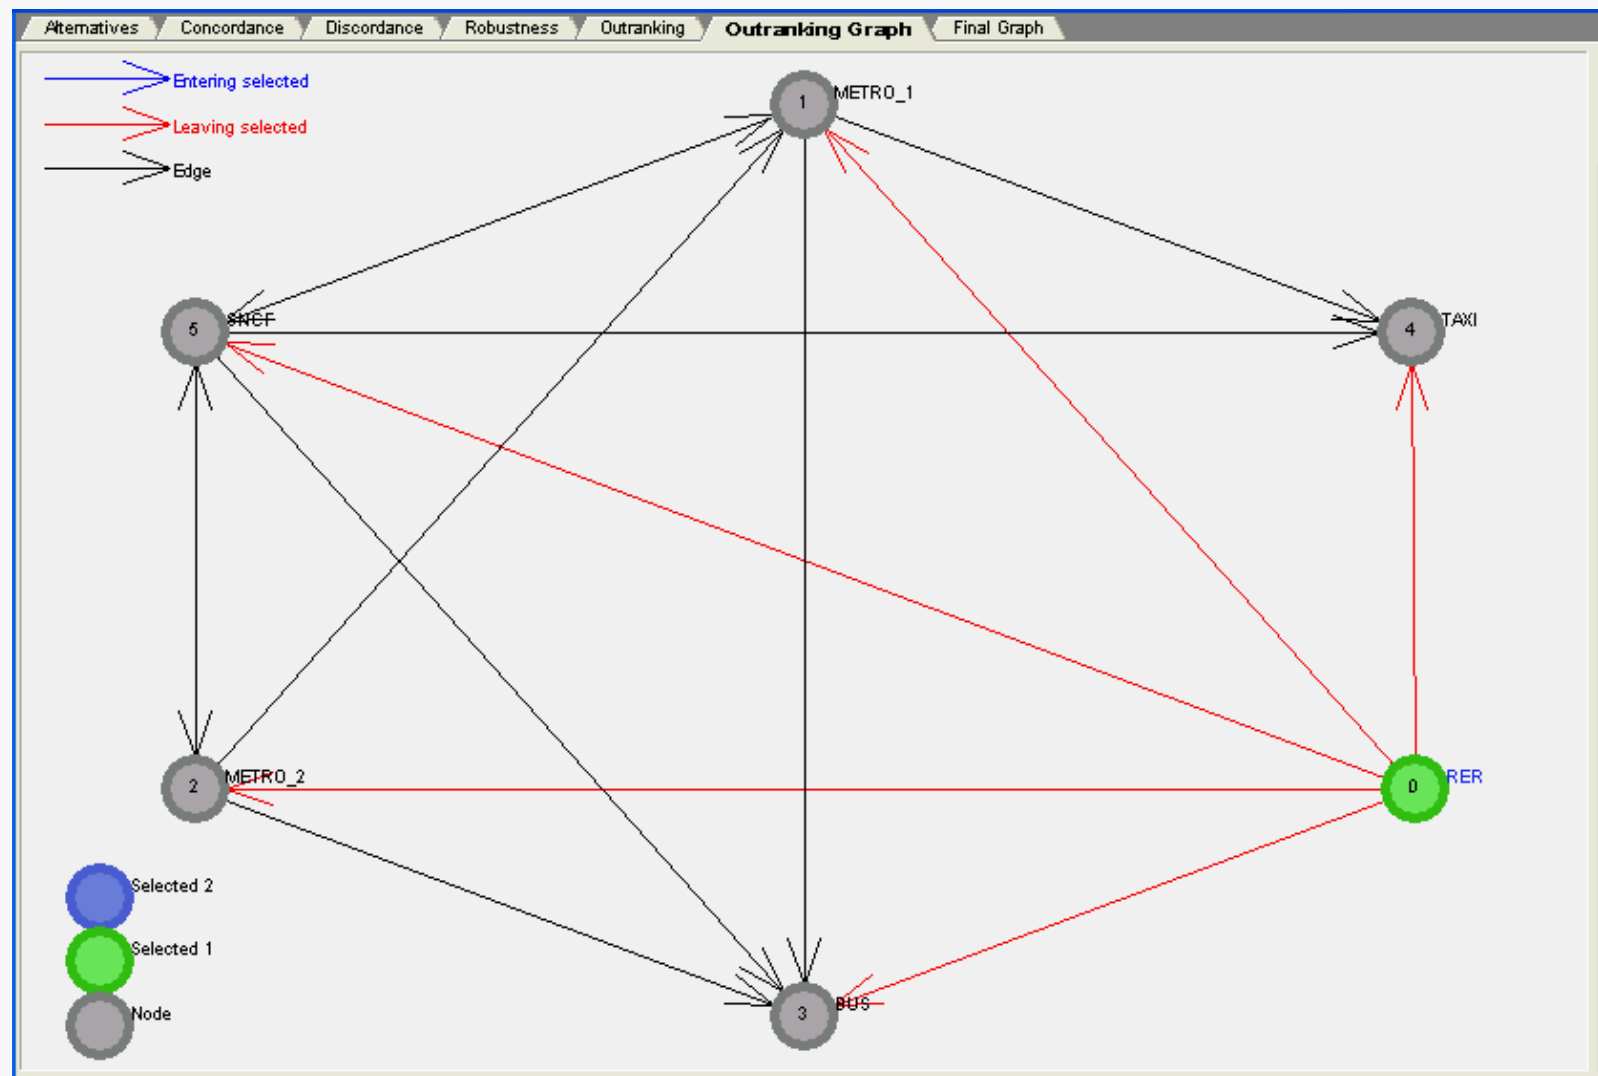 Alternatives Concordance Discordance Robustness Outranking Outranking Graph Final Graph
Entering selected
Leaving selected
Edge
1 METRO_1
5 SNCF
4 TAXI
2 METRO_2
0 RER
3 BUS
Selected 2
Selected 1
Node